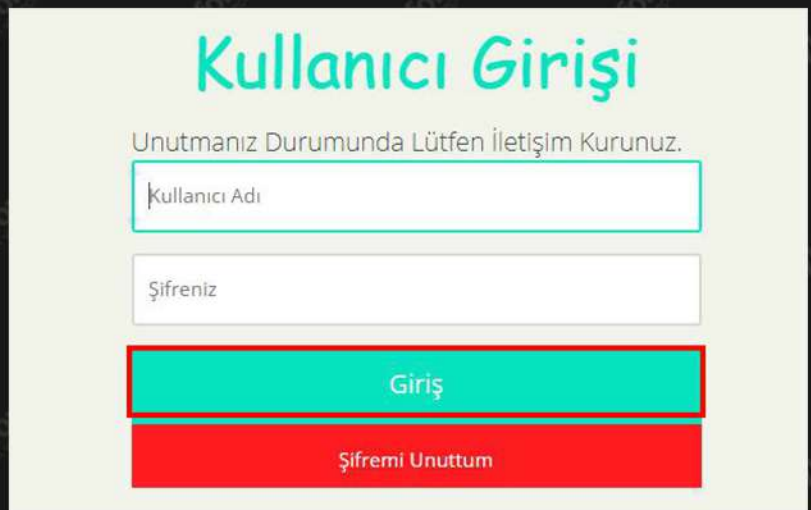 Kullanıcı Girişi
Unutmanız Durumunda Lütfen İletişim Kurunuz.
Kullanıcı Adı
Şifreniz
Giriş
Şifremi Unuttum